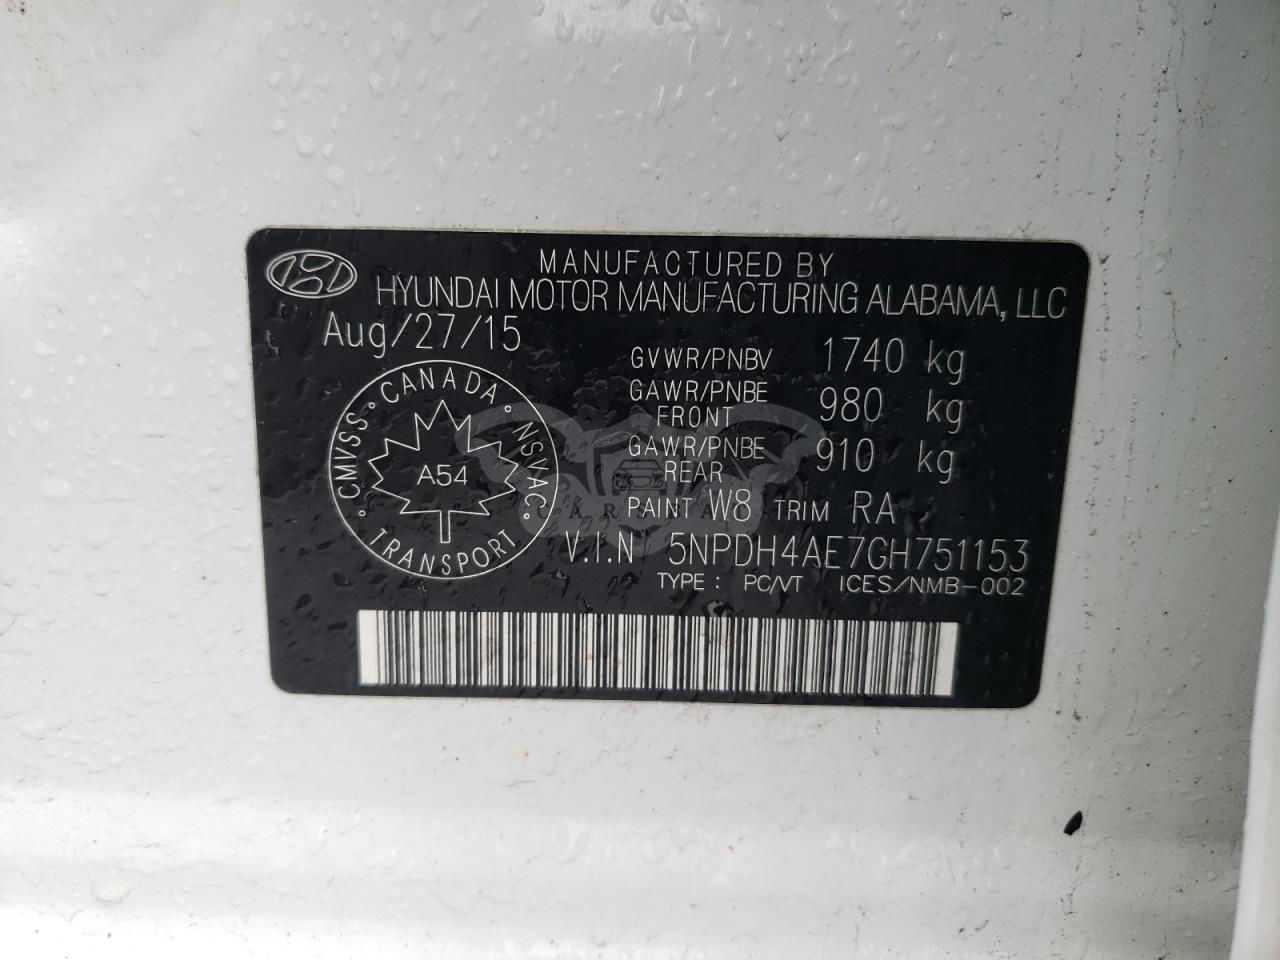 MANUFACTURED BY
HYUNDAI MOTOR MANUFACTURING ALABAMA, LLC
Aug/27/15
GVWR/PNBV 1740 kg
GAWR/PNBE FRONT 980 kg
GAWR/PNBE REAR 910 kg
PAINT W8 TRIM RA
V.I.N 5NPDH4AE7GH751153
TYPE : PC/VT ICES/NMB-002
CANADA · NSVAC · TRANSPORT · CMVSS ·
A54